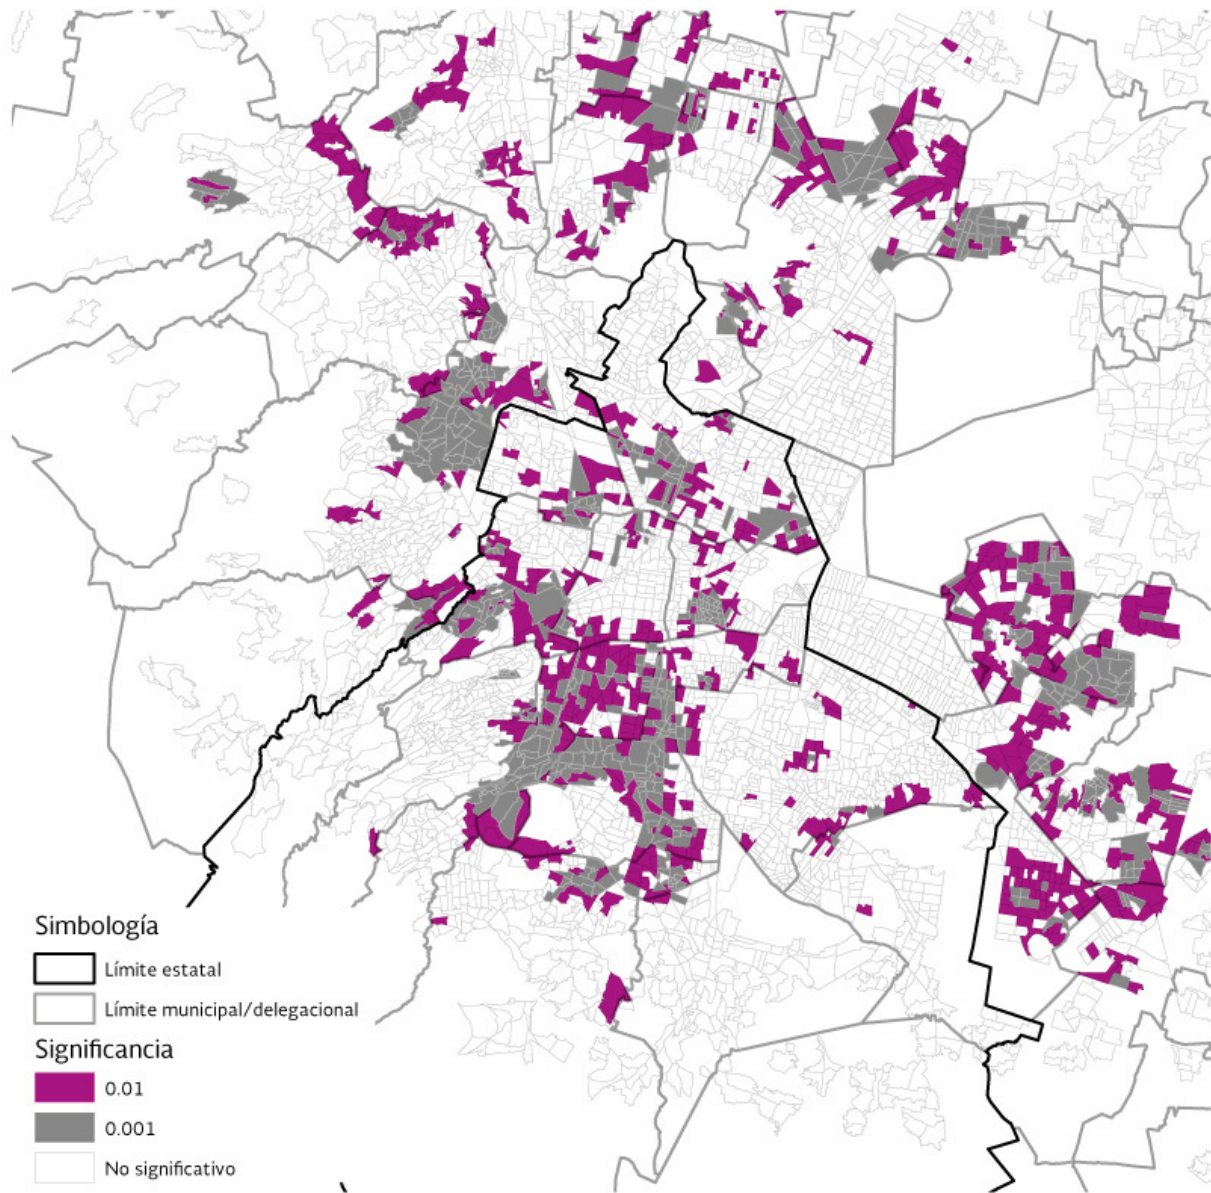 Simbología
Límite estatal
Límite municipal/delegacional
Significancia
0.01
0.001
No significativo